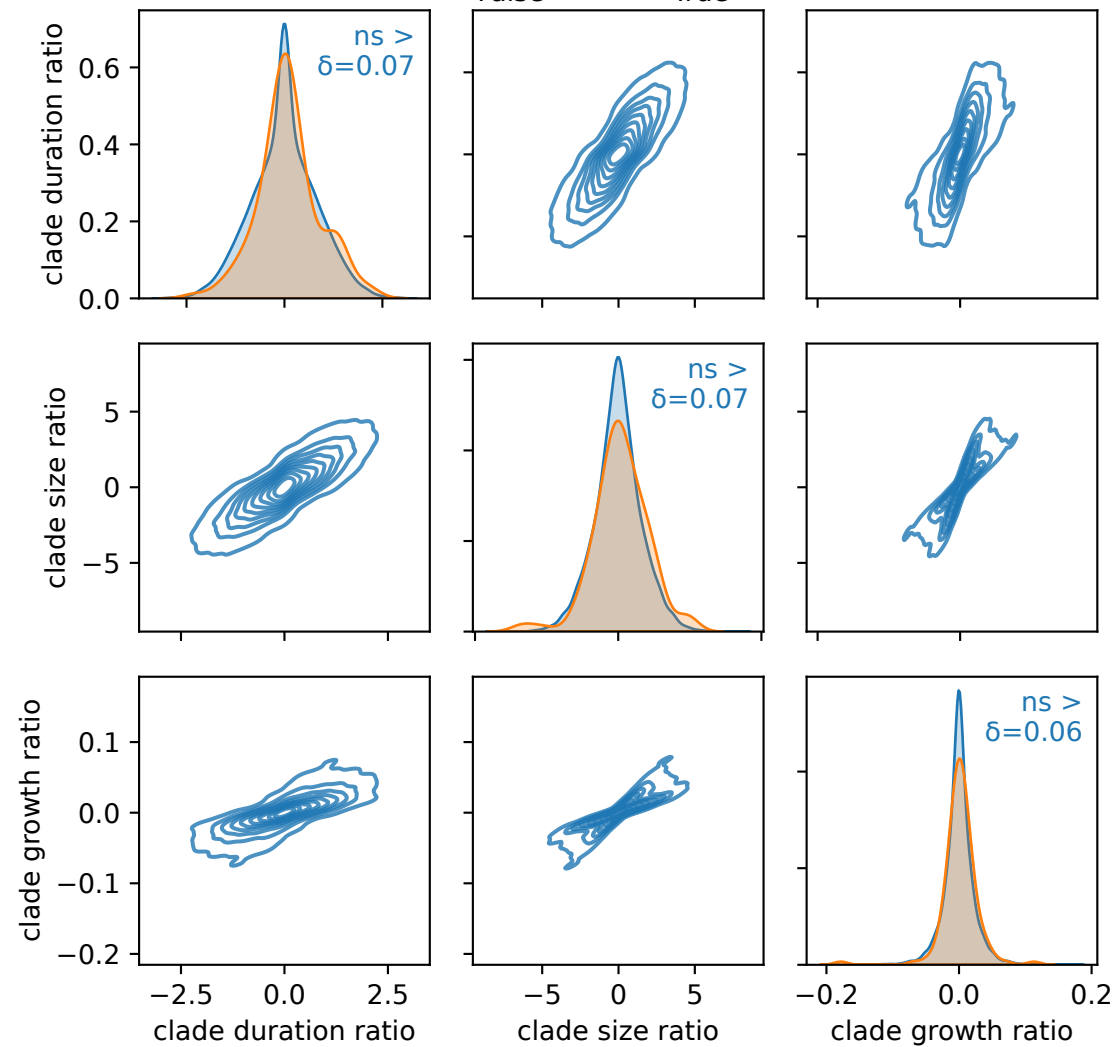 clade duration ratio
0.6
0.4
0.2
0.0
ns >
δ=0.07
clade size ratio
5
0
−5
ns >
δ=0.07
clade growth ratio
0.1
0.0
−0.1
−0.2
ns >
δ=0.06
−2.5 0.0 2.5
−5 0 5
−0.2 0.0 0.2
clade duration ratio
clade size ratio
clade growth ratio